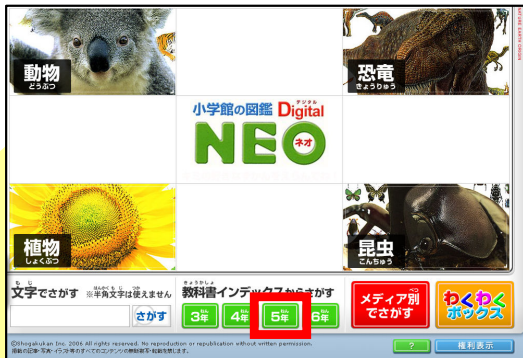 動物
どうぶつ
恐竜
きょうりゅう
小学館の図鑑 Digital
デジタル
NEO
ネオ
植物
しょくぶつ
昆虫
こんちゅう
文字でさがす ※半角文字は使えません
さがす
教科書インデックスからさがす
3年 4年 5年 6年
メディア別
でさがす
わくわく
ボックス
©Shogakukan Inc. 2006 All rights reserved. No reproduction or republication without written permission.
?
権利表示